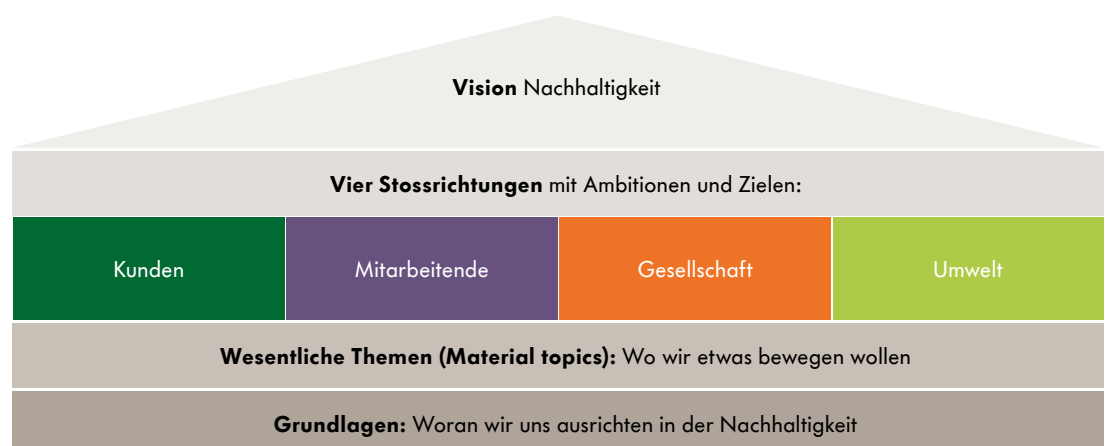 Vision Nachhaltigkeit
Vier Stossrichtungen mit Ambitionen und Zielen:
Kunden
Mitarbeitende
Gesellschaft
Umwelt
Wesentliche Themen (Material topics): Wo wir etwas bewegen wollen
Grundlagen: Woran wir uns ausrichten in der Nachhaltigkeit